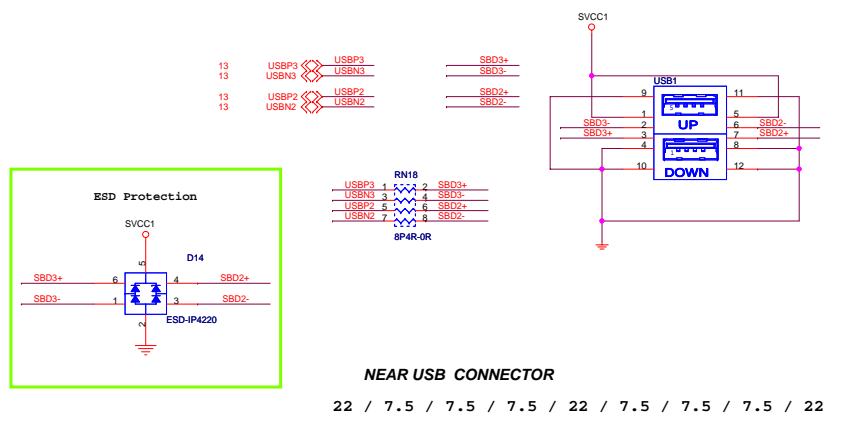 SVCC1
13 USBP3 USBP3 SBD3+
13 USBN3 USBN3 SBD3-
13 USBP2 USBP2 SBD2+
13 USBN2 USBN2 SBD2-
USB1
9 11
1 5
SBD3- 2 UP 6 SBD2-
SBD3+ 3 7 SBD2+
4 8
10 DOWN 12
RN18
USBP3 1 2 SBD3+
USBN3 3 4 SBD3-
USBP2 5 6 SBD2+
USBN2 7 8 SBD2-
8P4R-0R
ESD Protection
SVCC1
D14
5
SBD3+ 6 4 SBD2+
SBD3- 1 3 SBD2-
2 ESD-IP4220
NEAR USB CONNECTOR
22 / 7.5 / 7.5 / 7.5 / 22 / 7.5 / 7.5 / 7.5 / 22